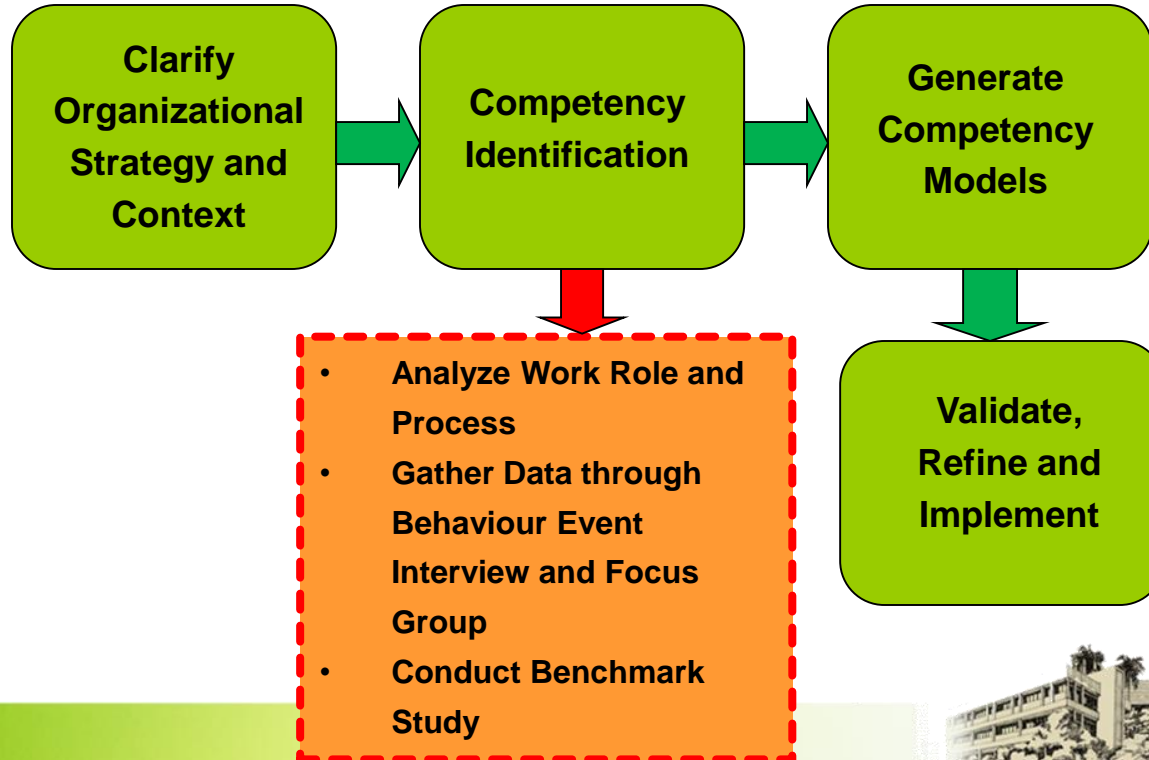 Clarify
Organizational
Strategy and
Context
Competency
Identification
Generate
Competency
Models
• Analyze Work Role and
Process
• Gather Data through
Behaviour Event
Interview and Focus
Group
• Conduct Benchmark
Study
Validate,
Refine and
Implement